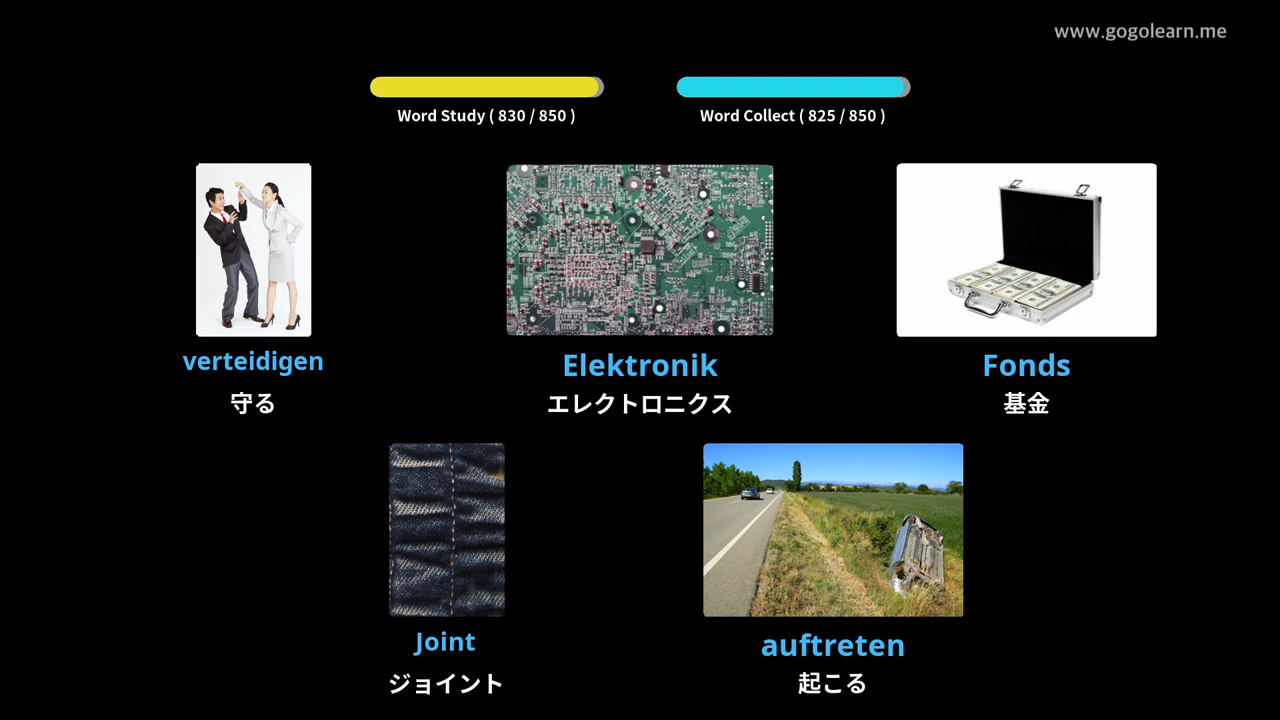 www.gogolearn.me
Word Study ( 830 / 850 )
Word Collect ( 825 / 850 )
verteidigen
守る
Elektronik
エレクトロニクス
Fonds
基金
Joint
ジョイント
auftreten
起こる